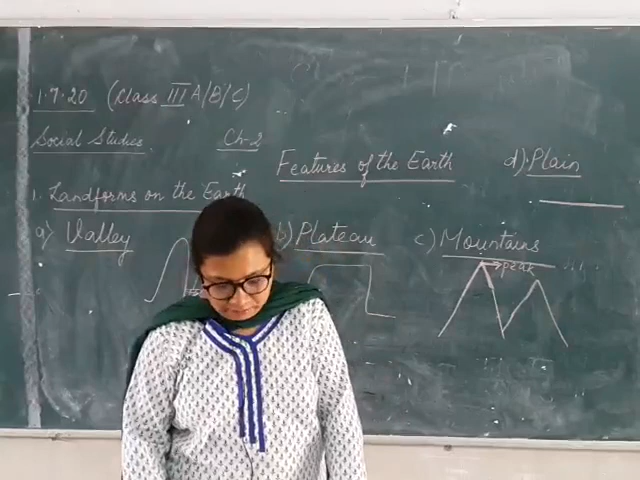 1.7.20 (Class III A/B/C)
Social Studies Ch-2
Features of the Earth
1. Landforms on the Earth
a) Valley
b) Plateau
c) Mountains
peak
d) Plain